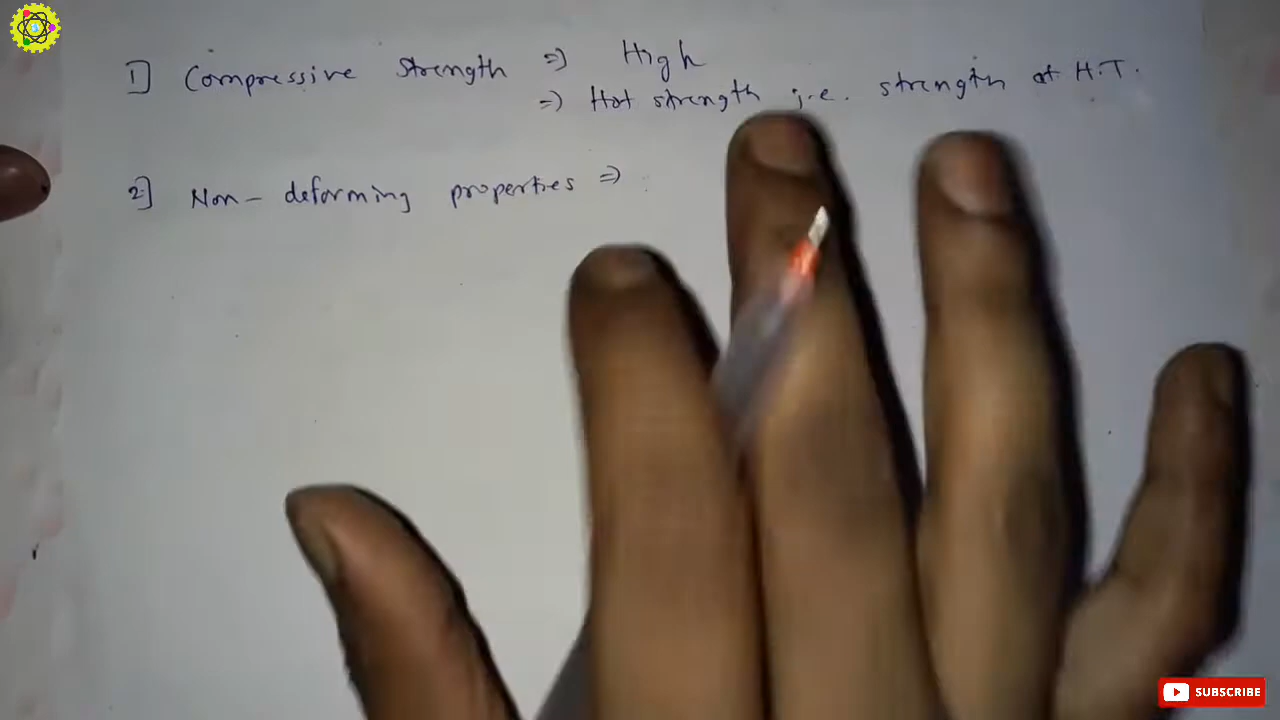 1] Compressive Strength => High
=> Hot strength i.e. strength at H.T.
2] Non-deforming properties =>
SUBSCRIBE